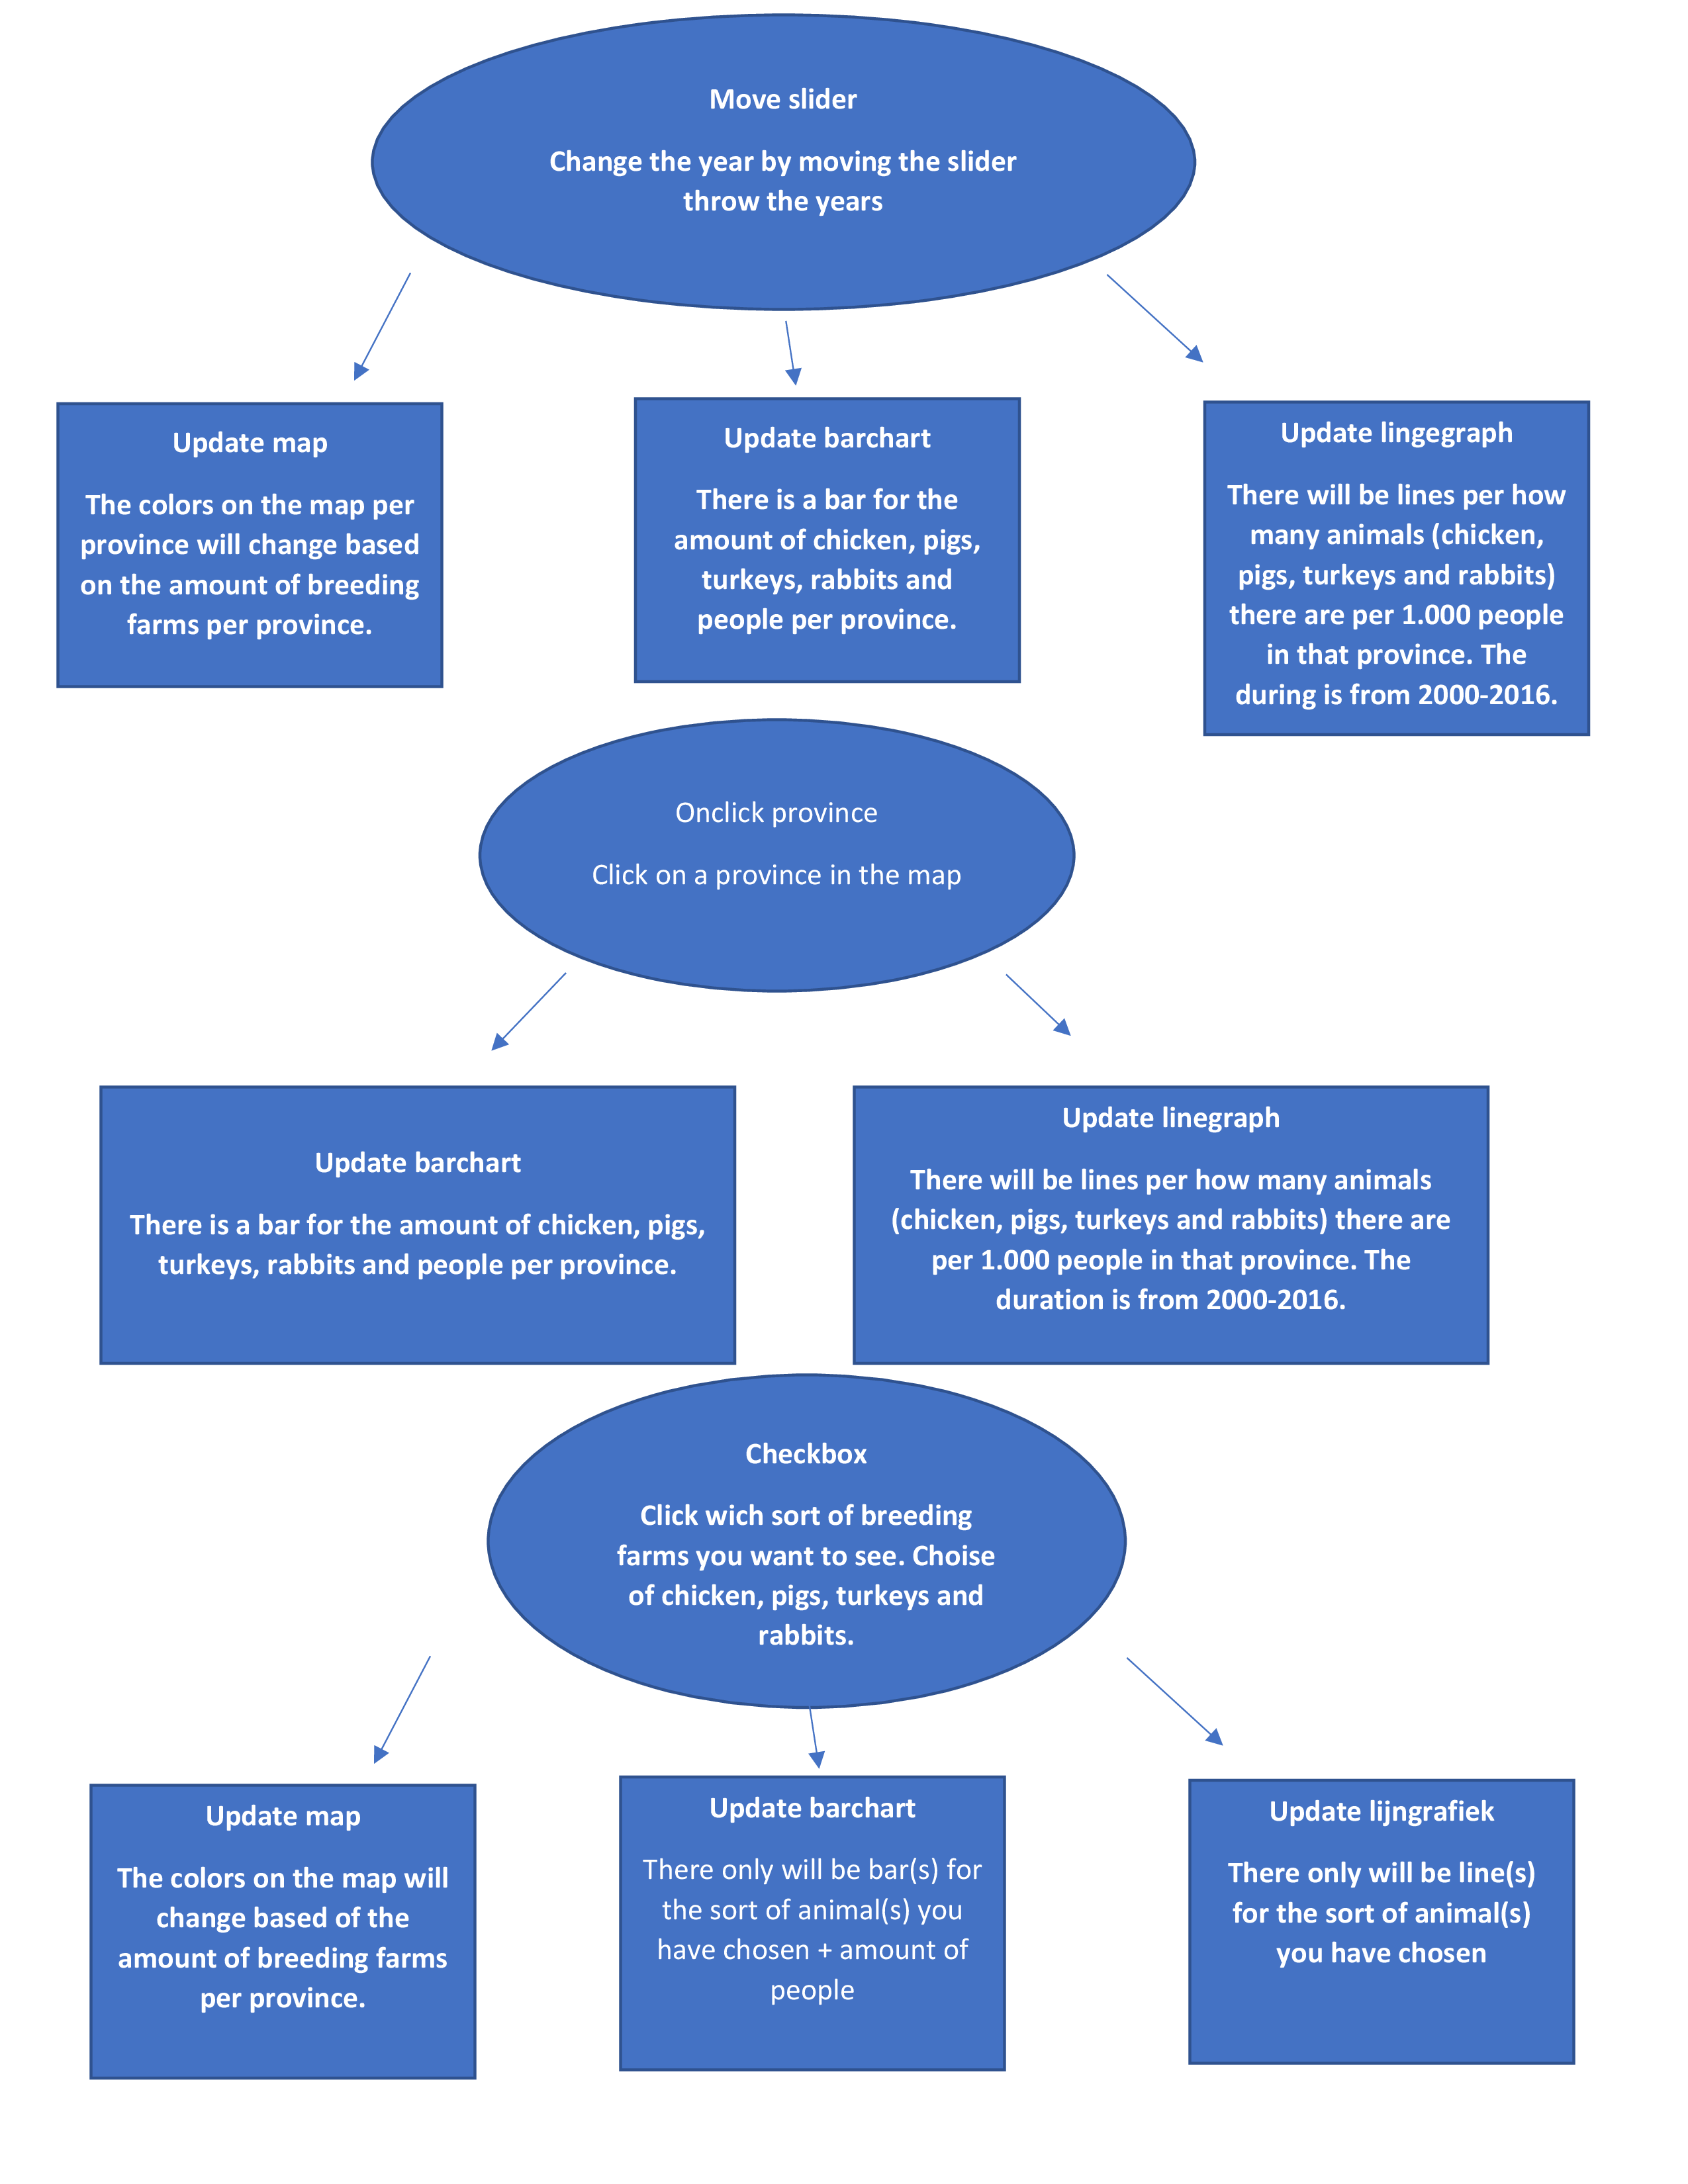 Move slider
Change the year by moving the slider
throw the years
Update map
The colors on the map per
province will change based
on the amount of breeding
farms per province.
Update barchart
There is a bar for the
amount of chicken, pigs,
turkeys, rabbits and
people per province.
Update lingegraph
There will be lines per how
many animals (chicken,
pigs, turkeys and rabbits)
there are per 1.000 people
in that province. The
during is from 2000-2016.
Onclick province
Click on a province in the map
Update barchart
There is a bar for the amount of chicken, pigs,
turkeys, rabbits and people per province.
Update linegraph
There will be lines per how many animals
(chicken, pigs, turkeys and rabbits) there are
per 1.000 people in that province. The
duration is from 2000-2016.
Checkbox
Click wich sort of breeding
farms you want to see. Choise
of chicken, pigs, turkeys and
rabbits.
Update map
The colors on the map will
change based of the
amount of breeding farms
per province.
Update barchart
There only will be bar(s) for
the sort of animal(s) you
have chosen + amount of
people
Update lijngrafiek
There only will be line(s)
for the sort of animal(s)
you have chosen